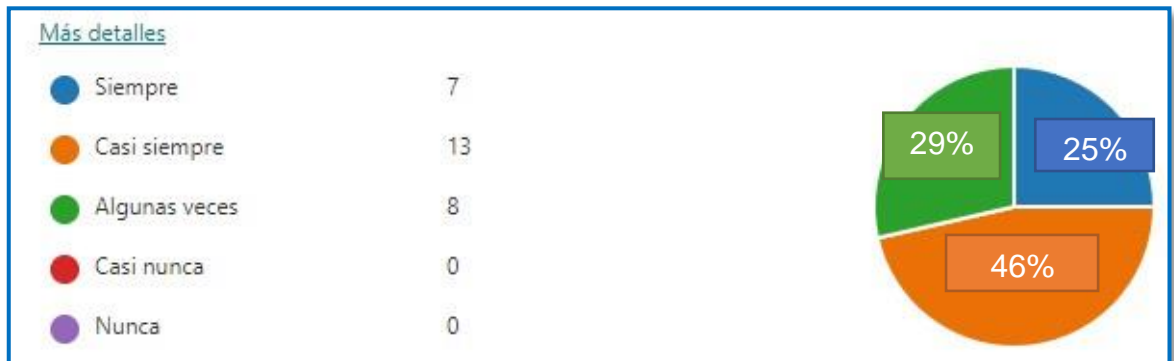 Más detalles
Siempre 7
Casi siempre 13
Algunas veces 8
Casi nunca 0
Nunca 0
29% 25%
46%